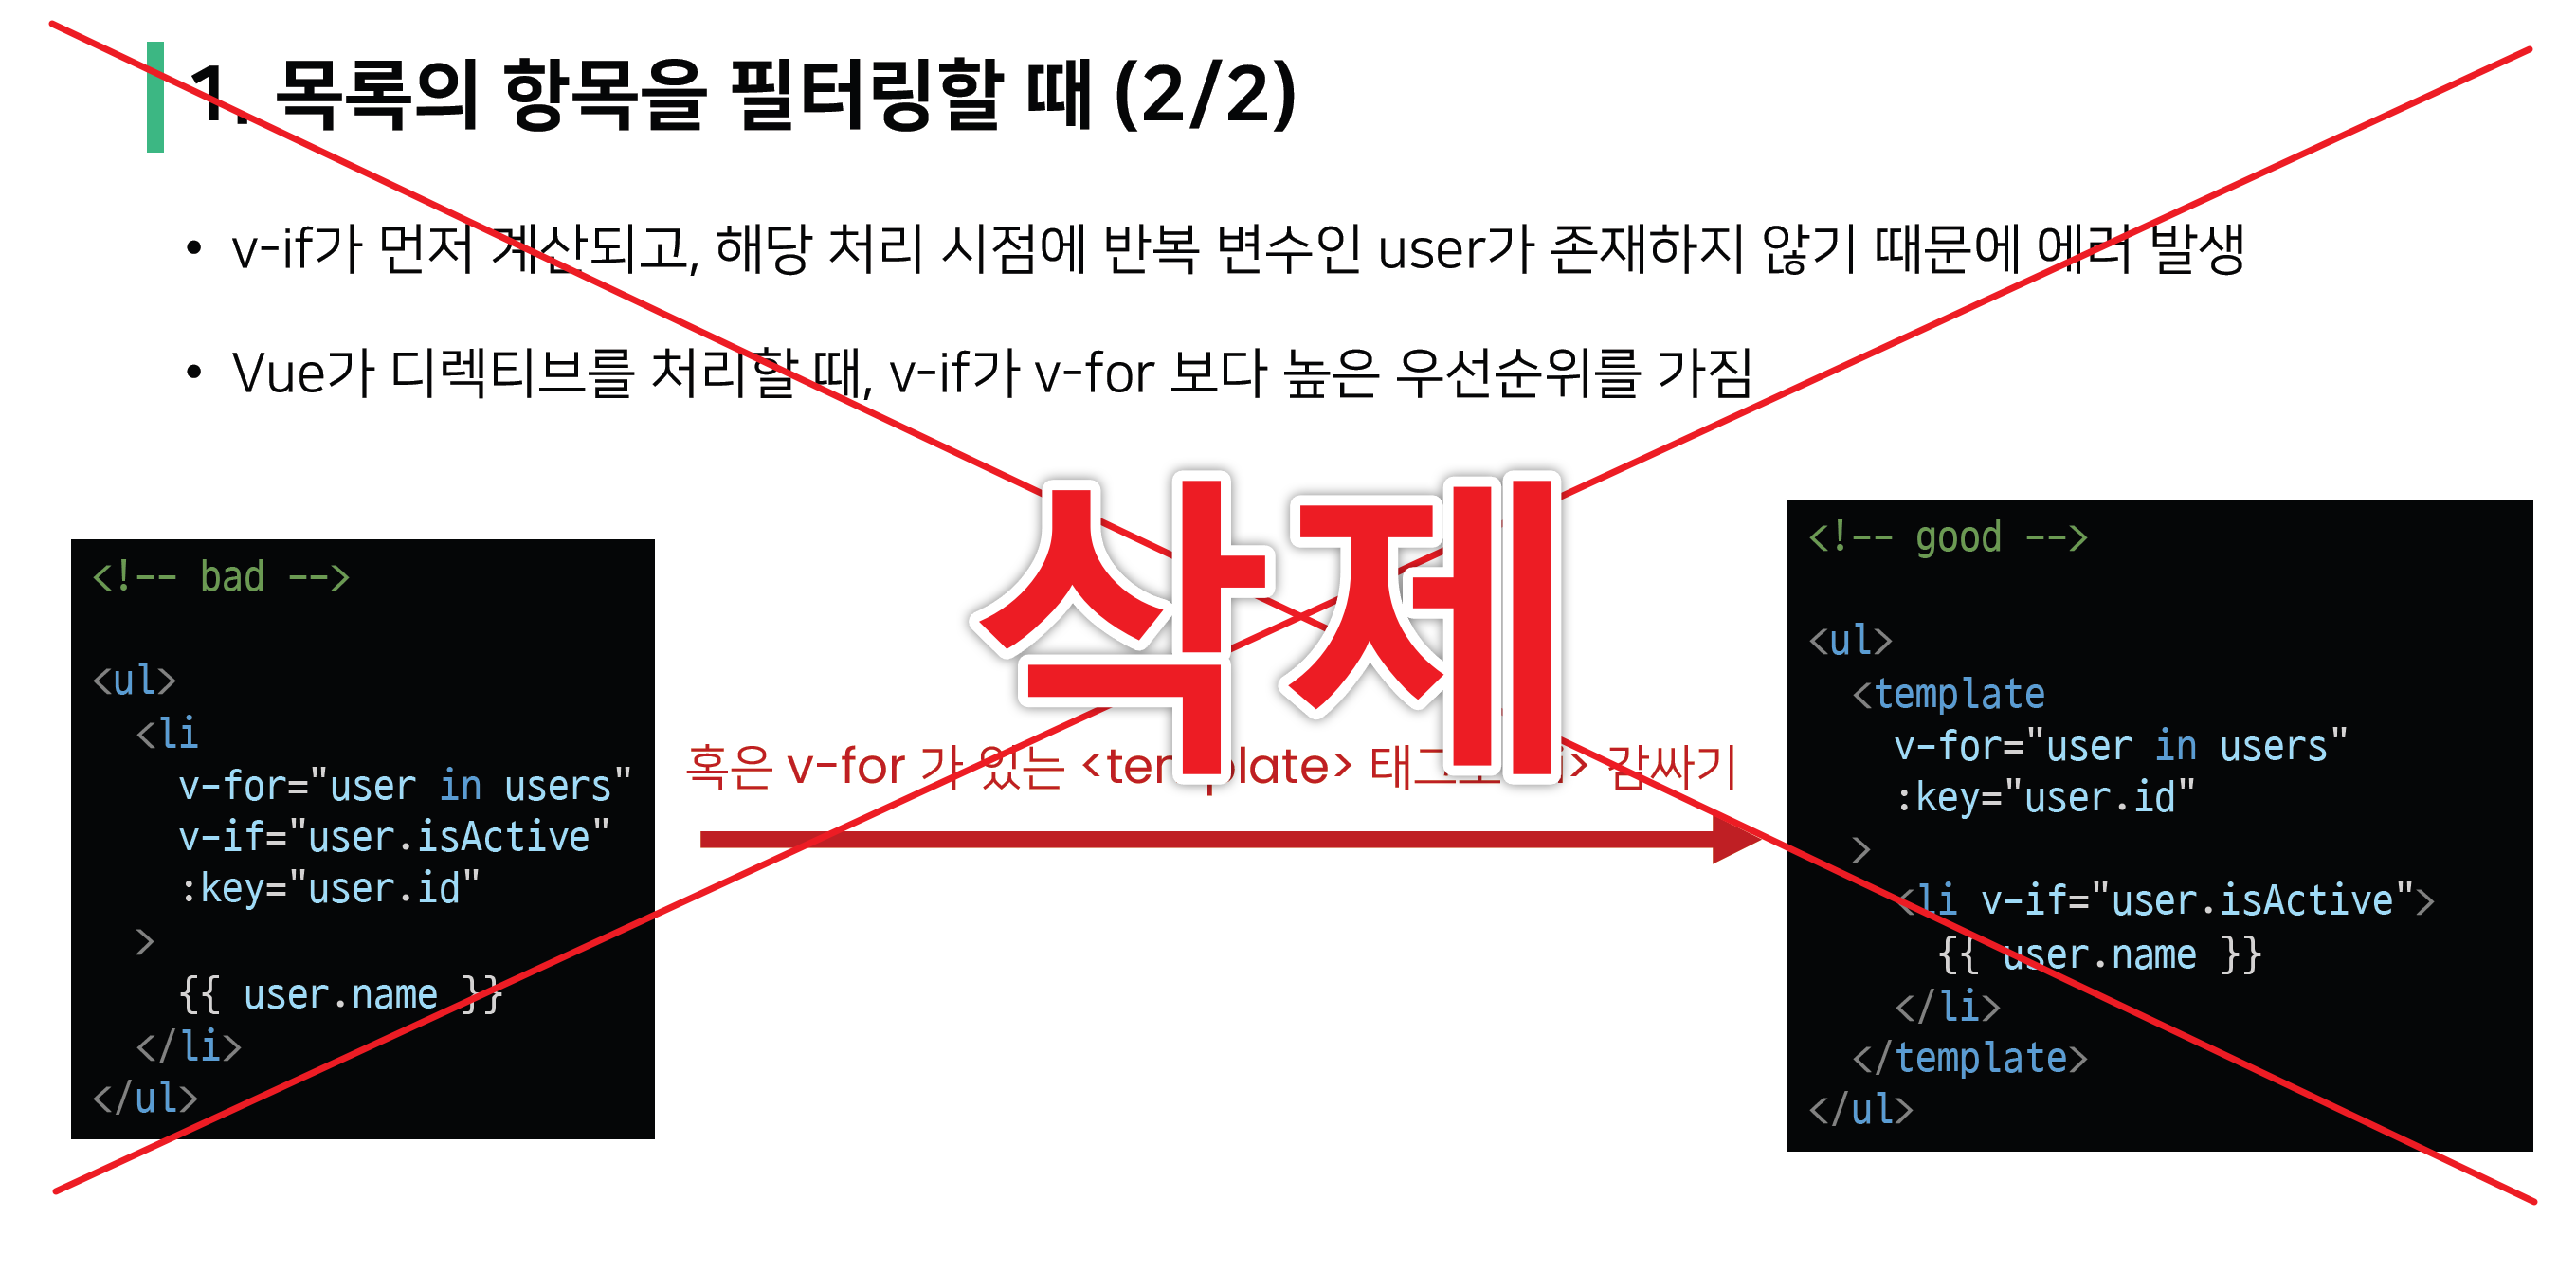 1. 목록의 항목을 필터링할 때 (2/2)
• v-if가 먼저 계산되고, 해당 처리 시점에 반복 변수인 user가 존재하지 않기 때문에 에러 발생
• Vue가 디렉티브를 처리할 때, v-if가 v-for 보다 높은 우선순위를 가짐
삭제
<!-- bad -->
<ul>
<li
v-for="user in users"
v-if="user.isActive"
:key="user.id"
>
{{ user.name }}
</li>
</ul>
혹은 v-for 가 있는 <template> 태그로 감싸기
<!-- good -->
<ul>
<template
v-for="user in users"
:key="user.id"
>
<li v-if="user.isActive">
{{ user.name }}
</li>
</template>
</ul>